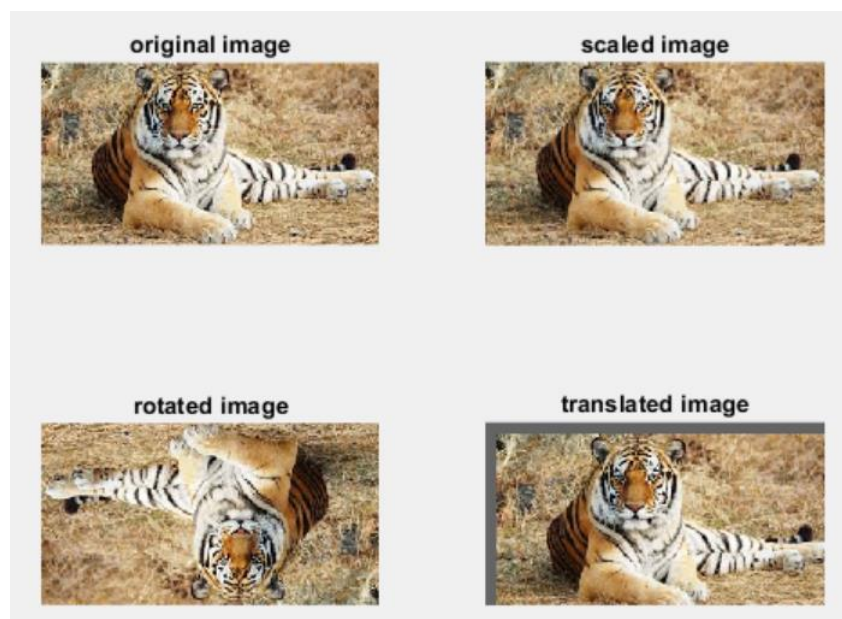 original image
scaled image
rotated image
translated image